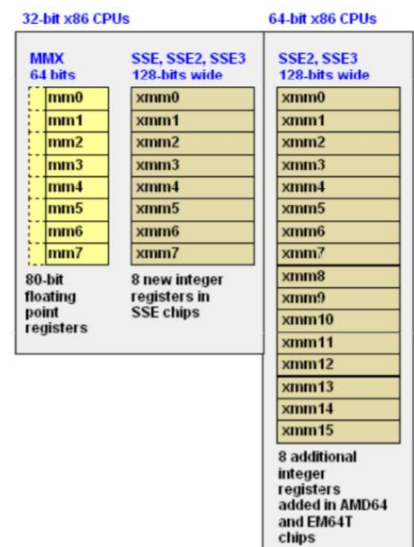 32-bit x86 CPUs
MMX
64 bits
mm0
mm1
mm2
mm3
mm4
mm5
mm6
mm7
80-bit
floating
point
registers
SSE, SSE2, SSE3
128-bits wide
xmm0
xmm1
xmm2
xmm3
xmm4
xmm5
xmm6
xmm7
8 new integer
registers in
SSE chips
64-bit x86 CPUs
SSE2, SSE3
128-bits wide
xmm0
xmm1
xmm2
xmm3
xmm4
xmm5
xmm6
xmm7
xmm8
xmm9
xmm10
xmm11
xmm12
xmm13
xmm14
xmm15
8 additional
integer
registers
added in AMD64
and EM64T
chips